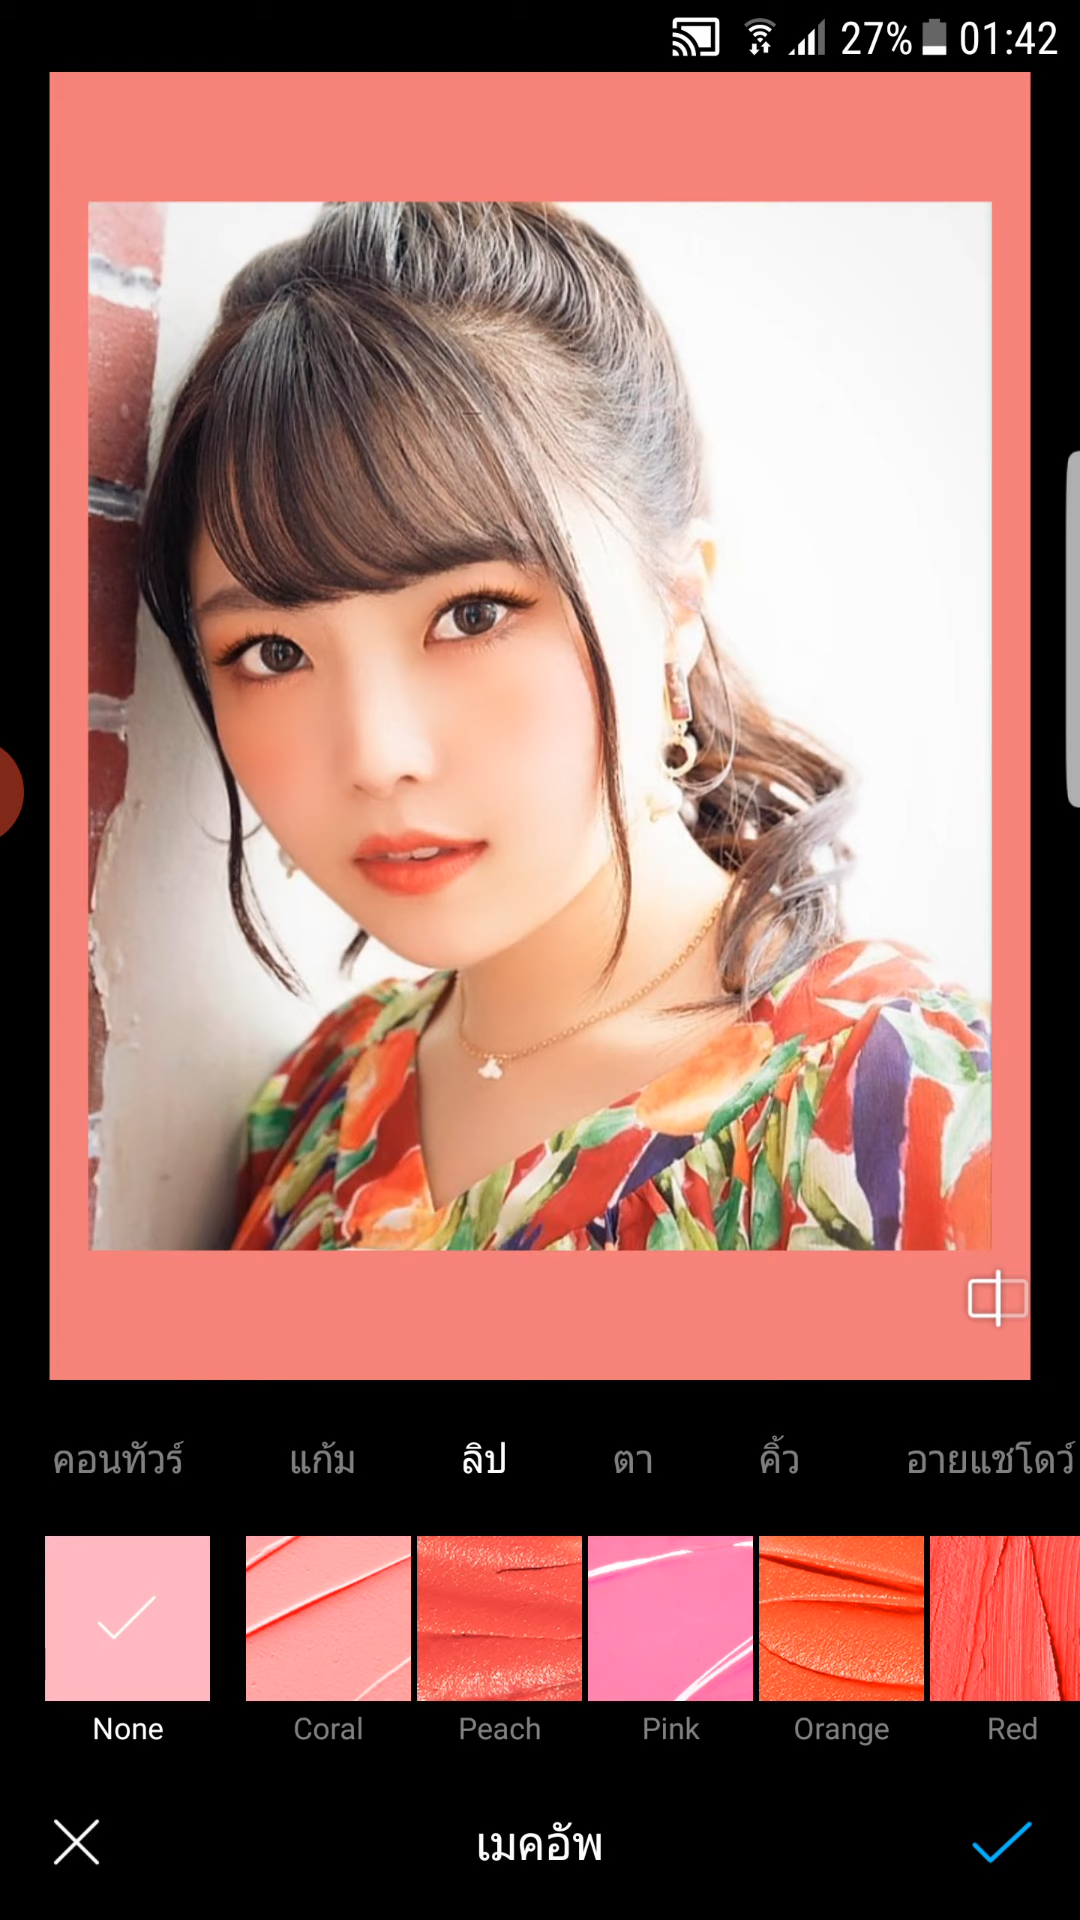 27% 01:42
คอนทัวร์ แก้ม ลิป ตา คิ้ว อายแชโดว์
None Coral Peach Pink Orange Red
เมคอัพ